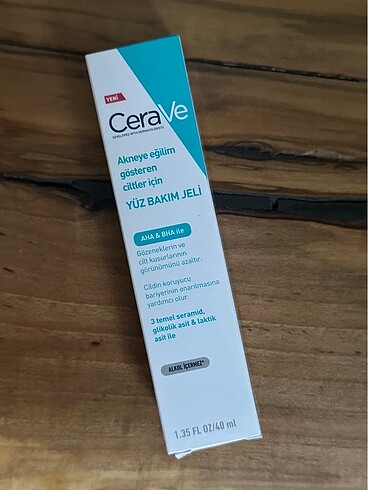 YENİ
CeraVe
DEVELOPED WITH DERMATOLOGISTS
Akneye eğilim
gösteren
ciltler için
YÜZ BAKIM JELİ
AHA & BHA ile
Gözeneklerin ve
cilt kusurlarının
görünümünü azaltır.
Cildin koruyucu
bariyerinin onarılmasına
yardımcı olur.
3 temel seramid,
glikolik asit & laktik
asit ile
ALKOL İÇERMEZ*
1.35 FL OZ/40 ml